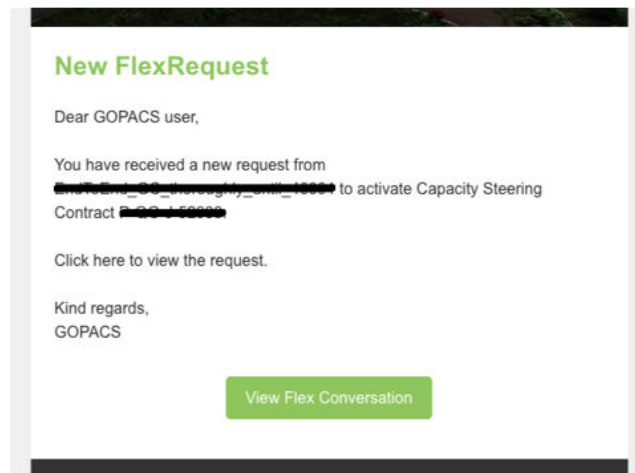 New FlexRequest
Dear GOPACS user,
You have received a new request from
to activate Capacity Steering
Contract
Click here to view the request.
Kind regards,
GOPACS
View Flex Conversation